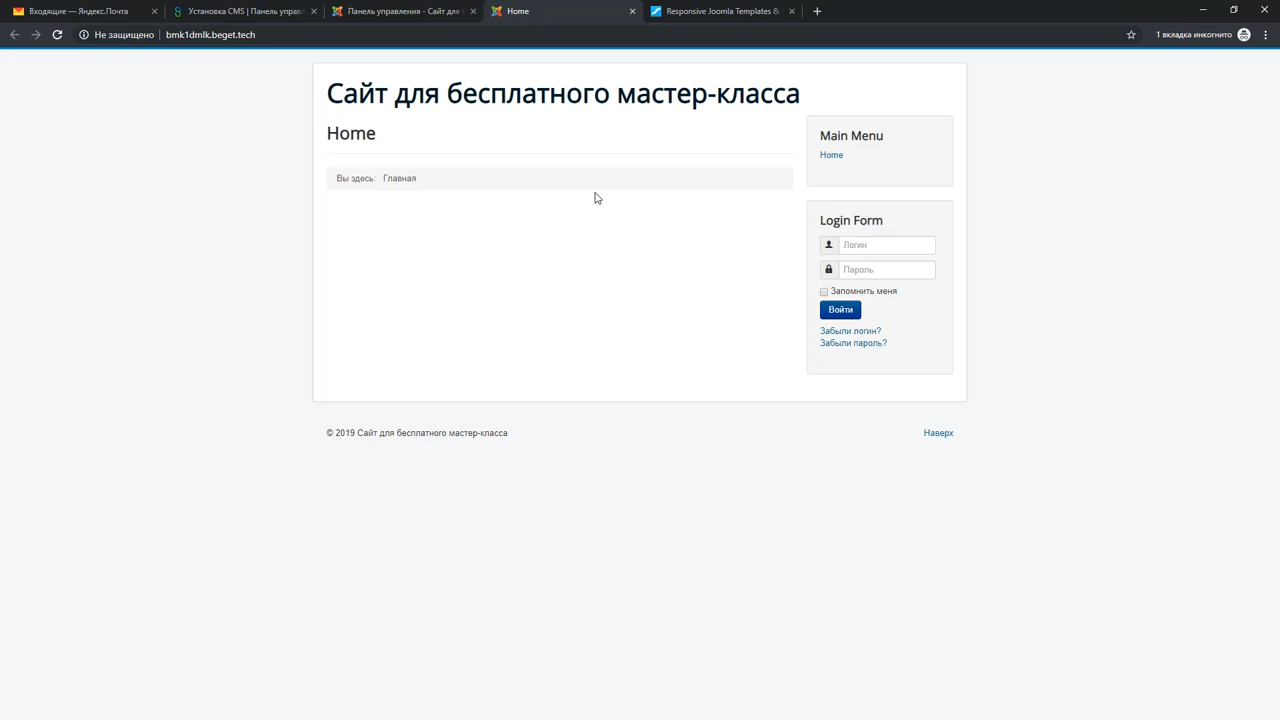 Входящие — Яндекс.Почта
Установка CMS | Панель управ
Панель управления - Сайт для
Home
Responsive Joomla Templates &
Не защищено
bmk1dmlk.beget.tech
1 вкладка инкогнито
Сайт для бесплатного мастер-класса
Home
Вы здесь: Главная
Main Menu
Home
Login Form
Логин
Пароль
Запомнить меня
Войти
Забыли логин?
Забыли пароль?
© 2019 Сайт для бесплатного мастер-класса
Наверх